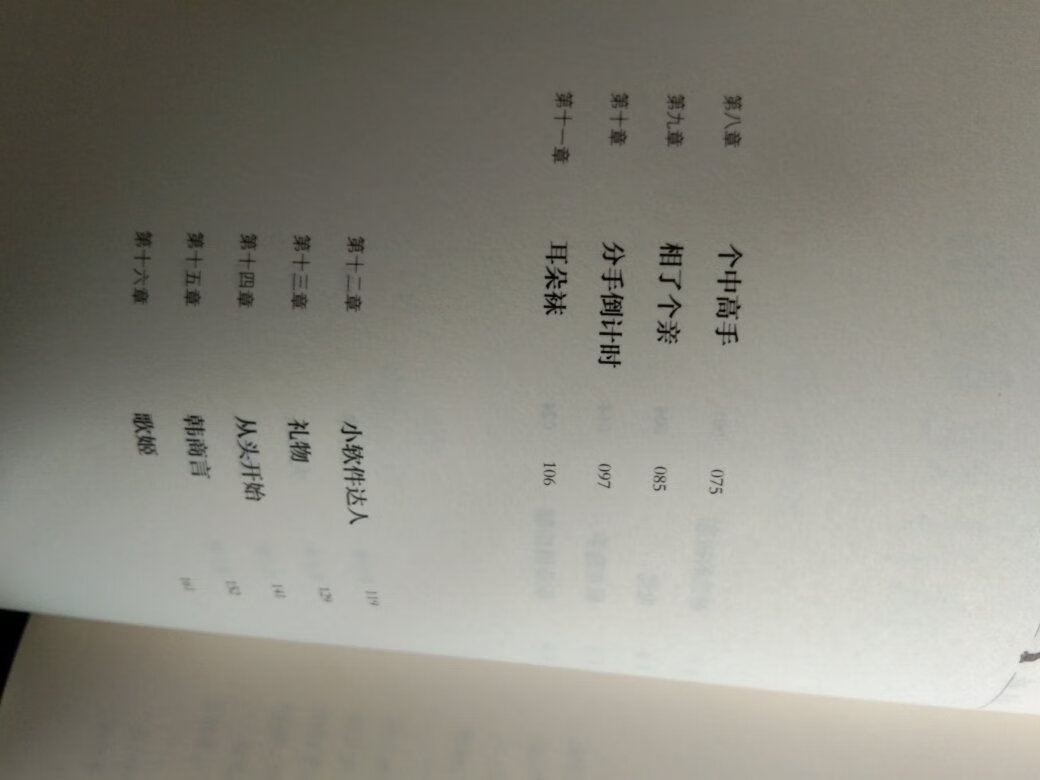 第八章 个中高手 075
第九章 相了个亲 085
第十章 分手倒计时 097
第十一章 耳朵袜 106
第十二章 小软件达人 119
第十三章 礼物 129
第十四章 从头开始 141
第十五章 韩商言 152
第十六章 歌姬 161